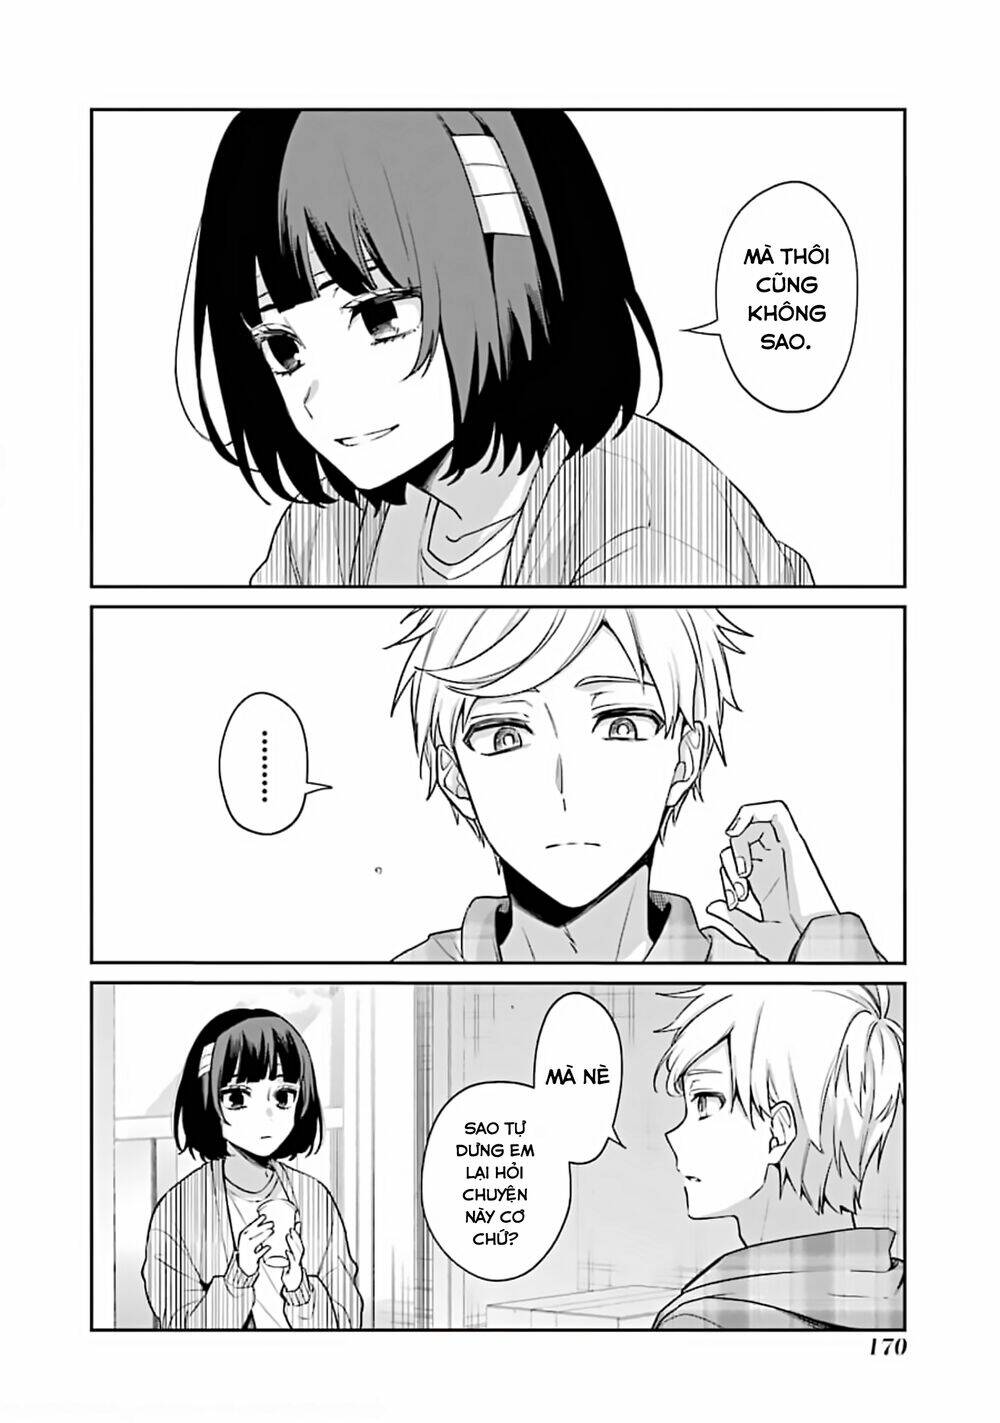 MÀ THÔI
CŨNG
KHÔNG
SAO.
.........
MÀ NÈ
SAO TỰ
DƯNG EM
LẠI HỎI
CHUYỆN
NÀY CƠ
CHỨ?
170